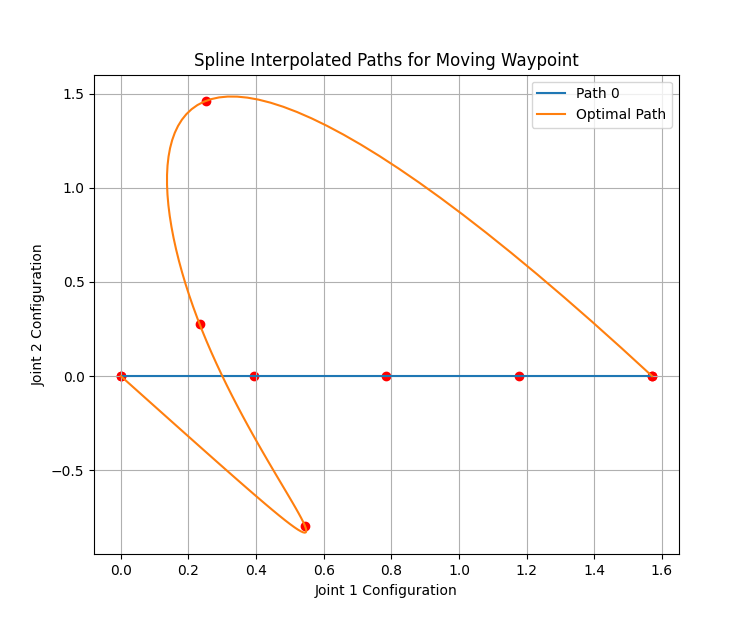 Spline Interpolated Paths for Moving Waypoint
Path 0
Optimal Path
1.5
1.0
0.5
0.0
−0.5
Joint 2 Configuration
0.0 0.2 0.4 0.6 0.8 1.0 1.2 1.4 1.6
Joint 1 Configuration